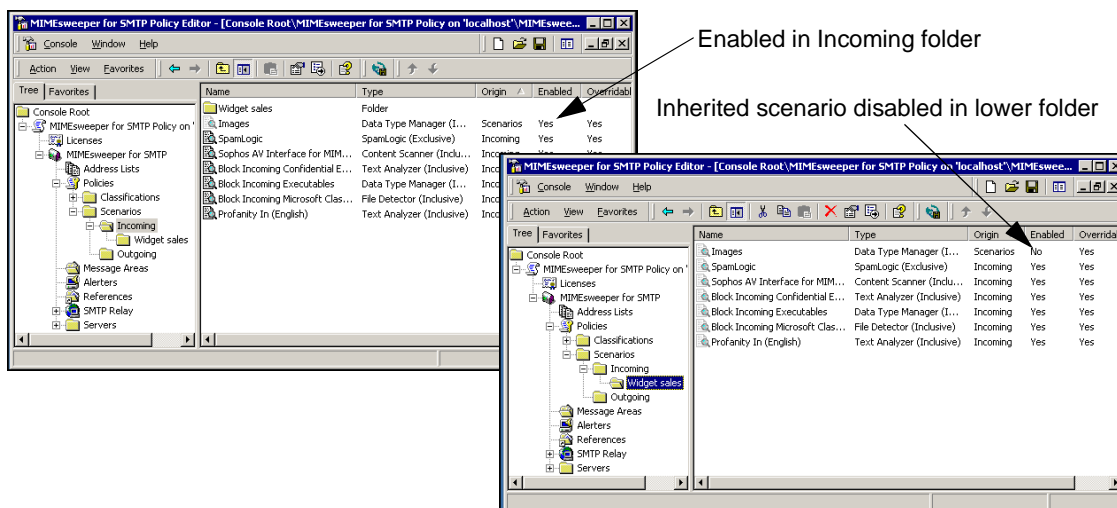 MIMEsweeper for SMTP Policy Editor - [Console Root\MIMEsweeper for SMTP Policy on 'localhost'\MIMEswee...
Console Window Help
Action View Favorites
Tree Favorites
Console Root
MIMEsweeper for SMTP Policy on '
Licenses
MIMEsweeper for SMTP
Address Lists
Policies
Classifications
Scenarios
Incoming
Widget sales
Outgoing
Message Areas
Alerters
References
SMTP Relay
Servers
Name Type Origin Enabled Overridabl
Widget sales Folder
Images Data Type Manager (I... Scenarios Yes Yes
SpamLogic SpamLogic (Exclusive) Incoming Yes Yes
Sophos AV Interface for MIM... Content Scanner (Inclu...
Block Incoming Confidential E... Text Analyzer (Inclusive)
Block Incoming Executables Data Type Manager (I...
Block Incoming Microsoft Clas... File Detector (Inclusive)
Profanity In (English) Text Analyzer (Inclusive)
Enabled in Incoming folder
Inherited scenario disabled in lower folder
MIMEsweeper for SMTP Policy Editor - [Console Root\MIMEsweeper for SMTP Policy on 'localhost'\MIMEswee...
Console Window Help
Action View Favorites
Tree Favorites
Console Root
MIMEsweeper for SMTP Policy on '
Licenses
MIMEsweeper for SMTP
Address Lists
Policies
Classifications
Scenarios
Incoming
Widget sales
Outgoing
Message Areas
Alerters
References
SMTP Relay
Servers
Name Type Origin Enabled Overridal
Images Data Type Manager (I... Scenarios No Yes
SpamLogic SpamLogic (Exclusive) Incoming Yes Yes
Sophos AV Interface for MIM... Content Scanner (Inclu... Incoming Yes Yes
Block Incoming Confidential E... Text Analyzer (Inclusive) Incoming Yes Yes
Block Incoming Executables Data Type Manager (I... Incoming Yes Yes
Block Incoming Microsoft Clas... File Detector (Inclusive) Incoming Yes Yes
Profanity In (English) Text Analyzer (Inclusive) Incoming Yes Yes